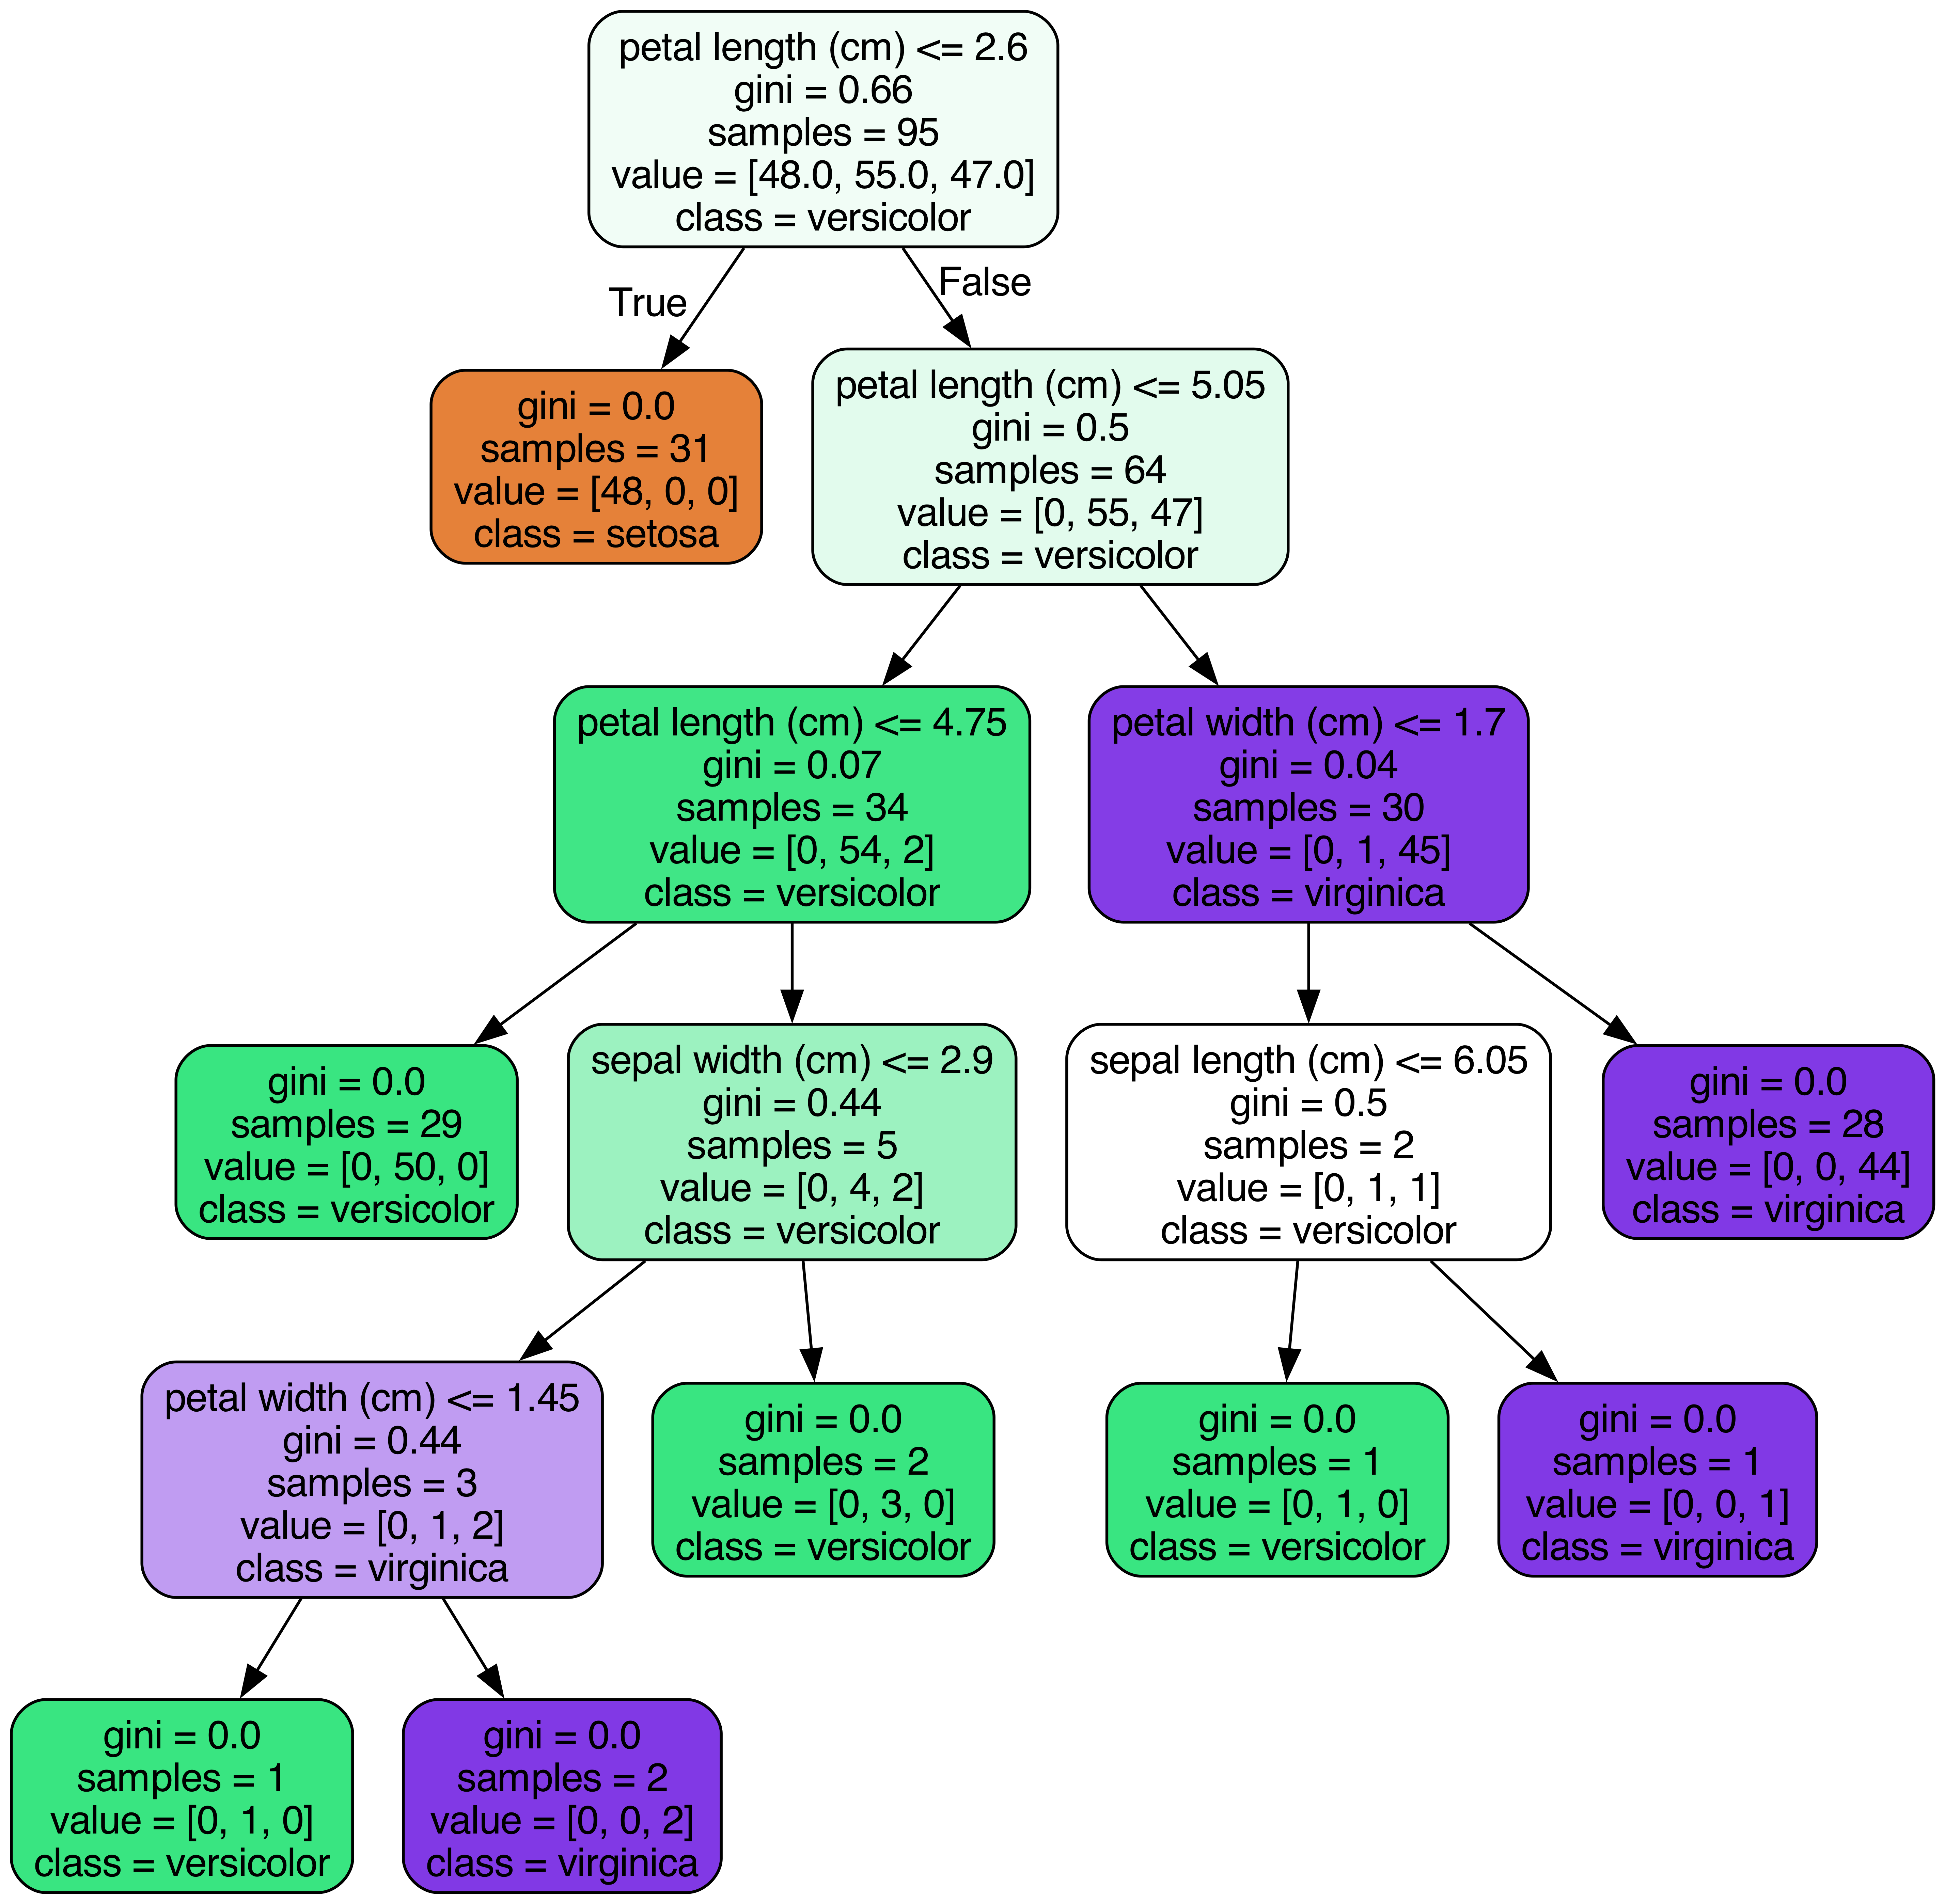 petal length (cm) <= 2.6
gini = 0.66
samples = 95
value = [48.0, 55.0, 47.0]
class = versicolor
True
False
gini = 0.0
samples = 31
value = [48, 0, 0]
class = setosa
petal length (cm) <= 5.05
gini = 0.5
samples = 64
value = [0, 55, 47]
class = versicolor
petal length (cm) <= 4.75
gini = 0.07
samples = 34
value = [0, 54, 2]
class = versicolor
petal width (cm) <= 1.7
gini = 0.04
samples = 30
value = [0, 1, 45]
class = virginica
gini = 0.0
samples = 29
value = [0, 50, 0]
class = versicolor
sepal width (cm) <= 2.9
gini = 0.44
samples = 5
value = [0, 4, 2]
class = versicolor
sepal length (cm) <= 6.05
gini = 0.5
samples = 2
value = [0, 1, 1]
class = versicolor
gini = 0.0
samples = 28
value = [0, 0, 44]
class = virginica
petal width (cm) <= 1.45
gini = 0.44
samples = 3
value = [0, 1, 2]
class = virginica
gini = 0.0
samples = 2
value = [0, 3, 0]
class = versicolor
gini = 0.0
samples = 1
value = [0, 1, 0]
class = versicolor
gini = 0.0
samples = 1
value = [0, 0, 1]
class = virginica
gini = 0.0
samples = 1
value = [0, 1, 0]
class = versicolor
gini = 0.0
samples = 2
value = [0, 0, 2]
class = virginica